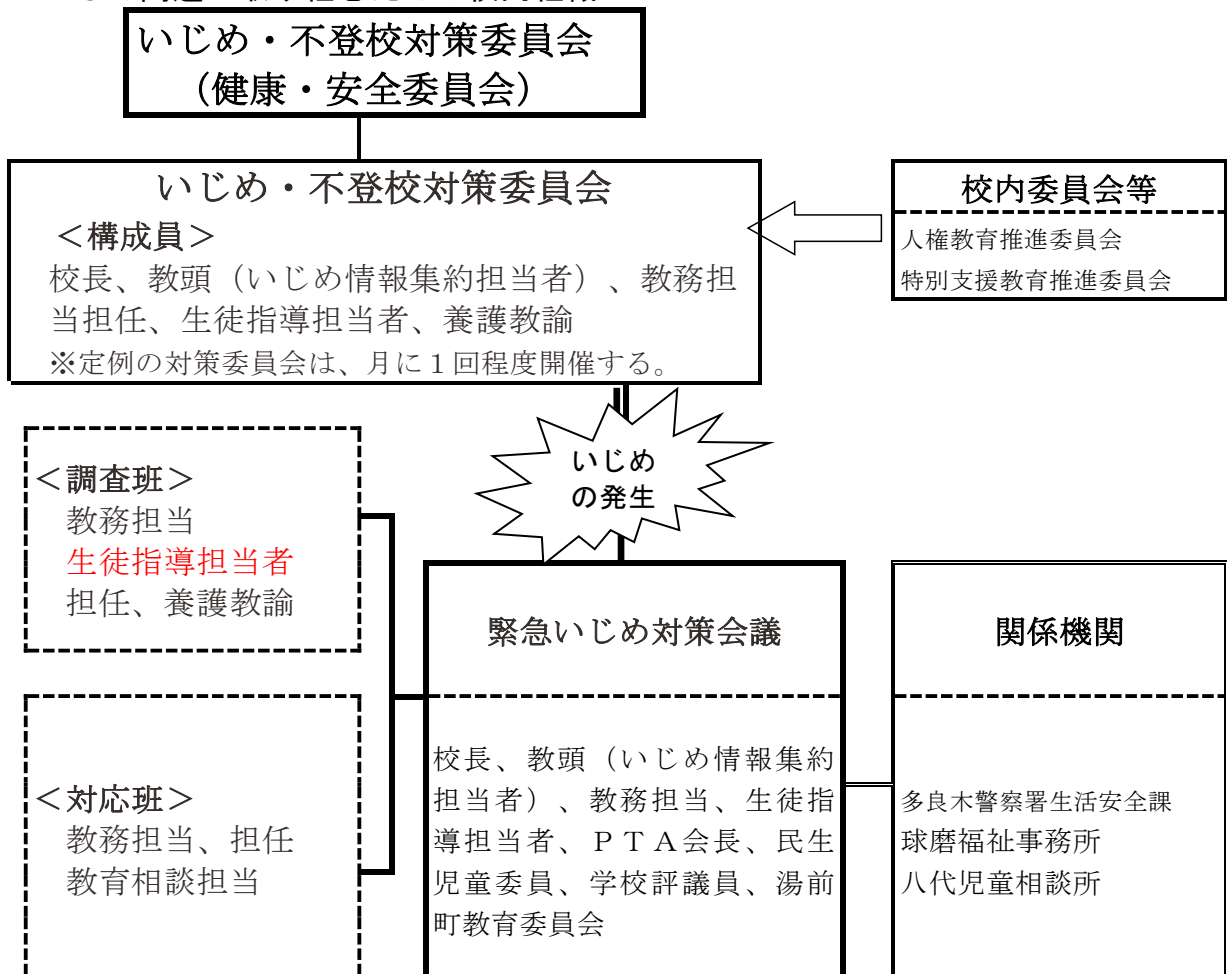 いじめ・不登校対策委員会
（健康・安全委員会）
いじめ・不登校対策委員会
＜構成員＞
校長、教頭（いじめ情報集約担当者）、教務担
当担任、生徒指導担当者、養護教諭
※定例の対策委員会は、月に１回程度開催する。
校内委員会等
人権教育推進委員会
特別支援教育推進委員会
いじめ
の発生
＜調査班＞
教務担当
生徒指導担当者
担任、養護教諭
＜対応班＞
教務担当、担任
教育相談担当
緊急いじめ対策会議
校長、教頭（いじめ情報集約
担当者）、教務担当、生徒指
導担当者、ＰＴＡ会長、民生
児童委員、学校評議員、湯前
町教育委員会
関係機関
多良木警察署生活安全課
球磨福祉事務所
八代児童相談所